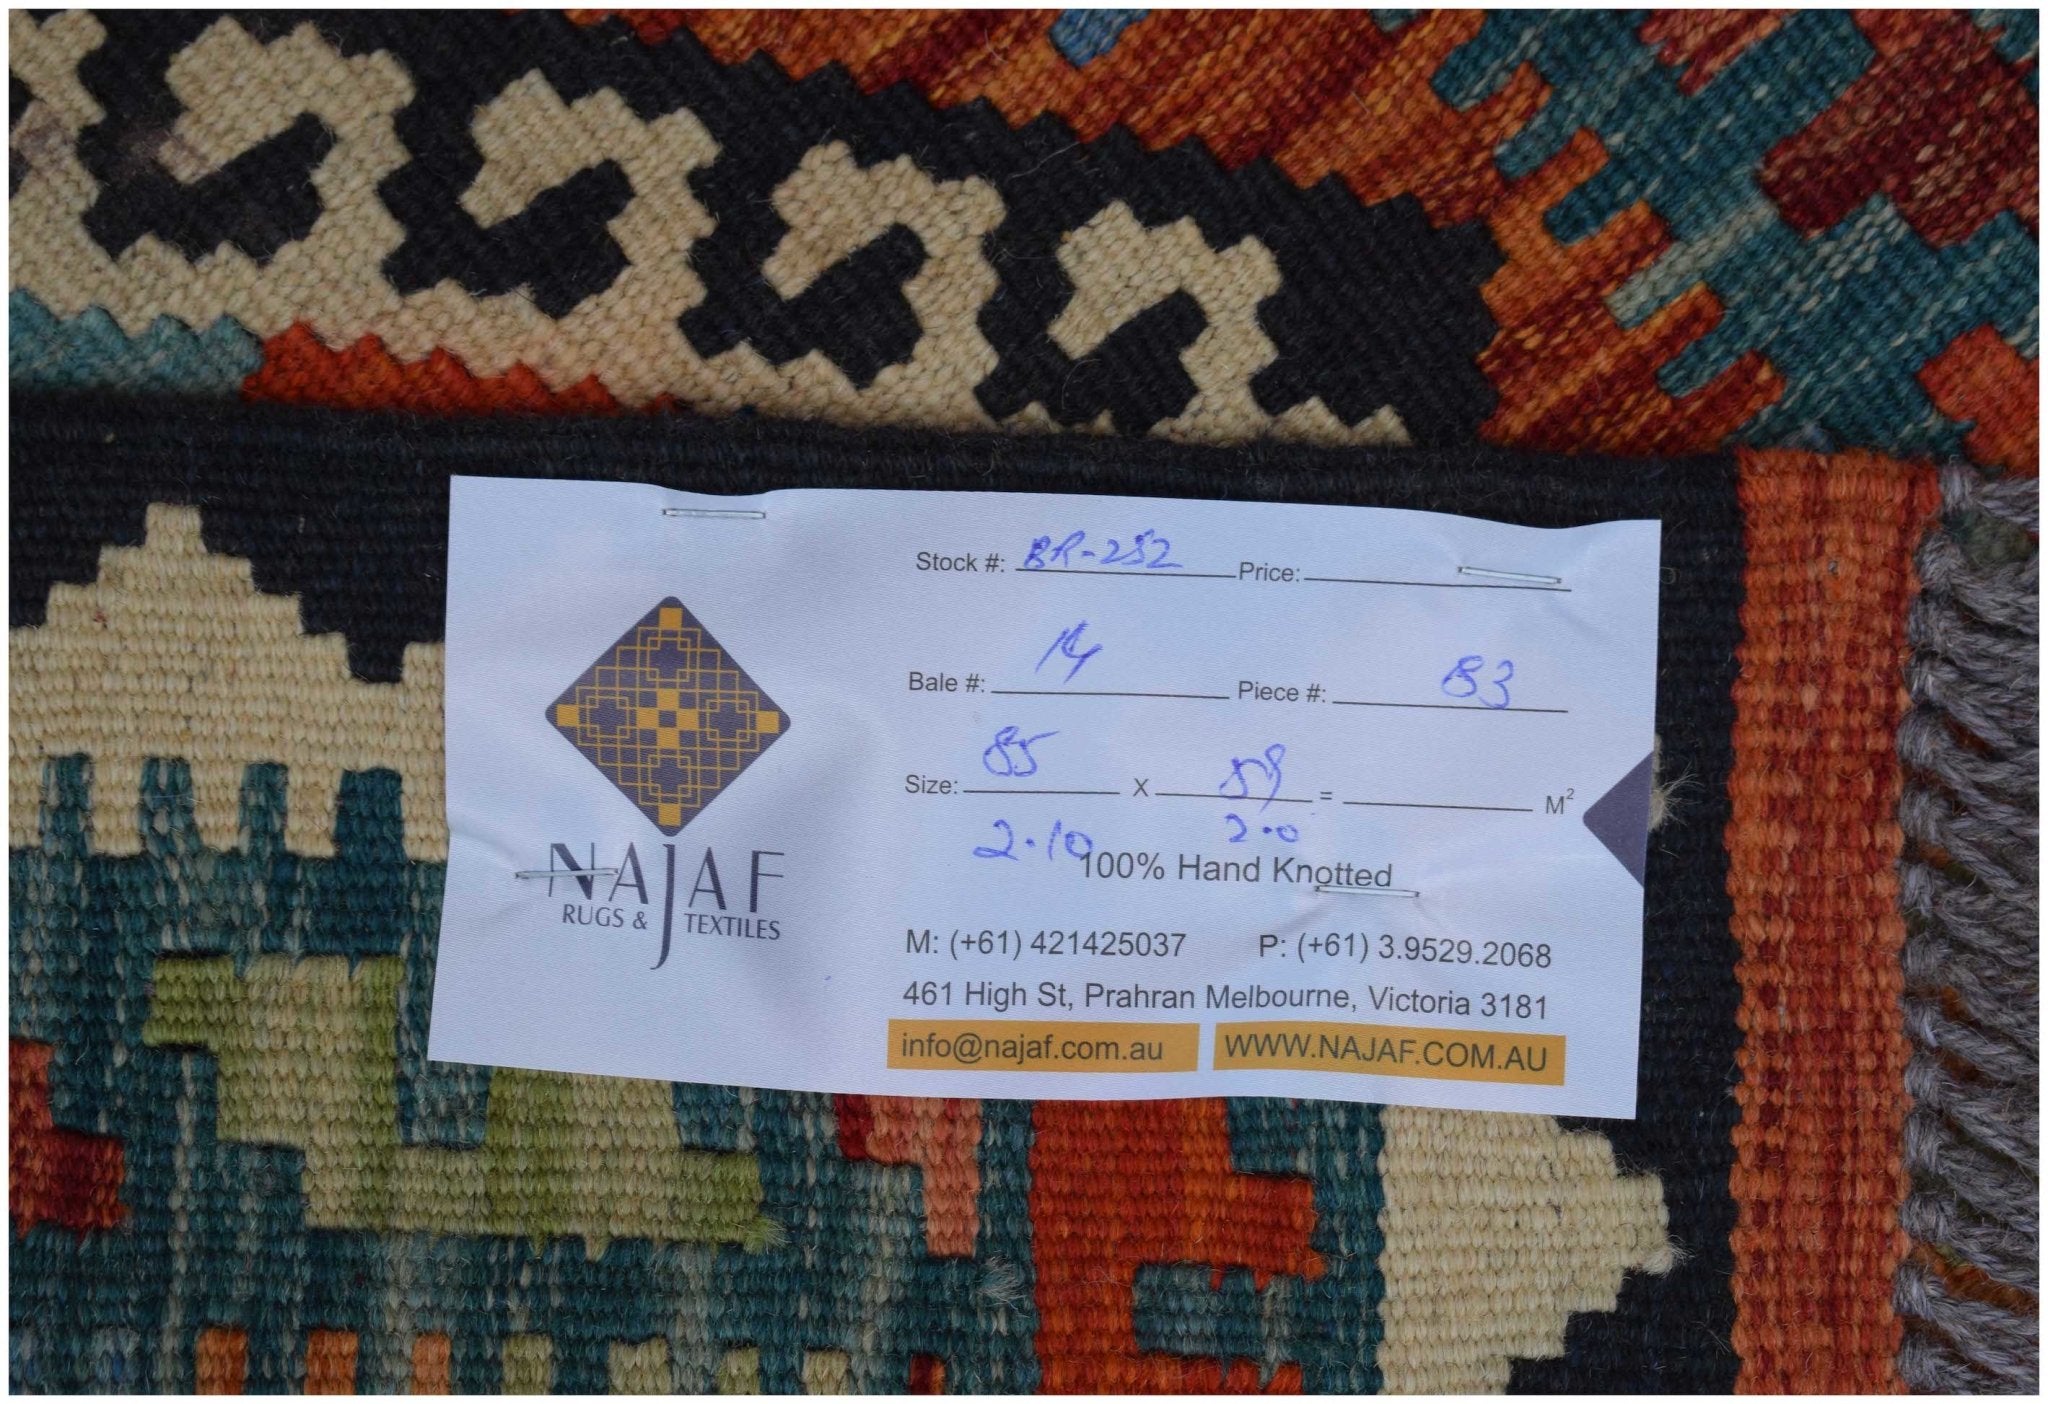 Stock #: BR-252 Price:
Bale #: 14 Piece #: 83
Size: 85 X 59 = M²
2.10 2.0
100% Hand Knotted
NAJAF
RUGS & TEXTILES
M: (+61) 421425037 P: (+61) 3.9529.2068
461 High St, Prahran Melbourne, Victoria 3181
info@najaf.com.au WWW.NAJAF.COM.AU